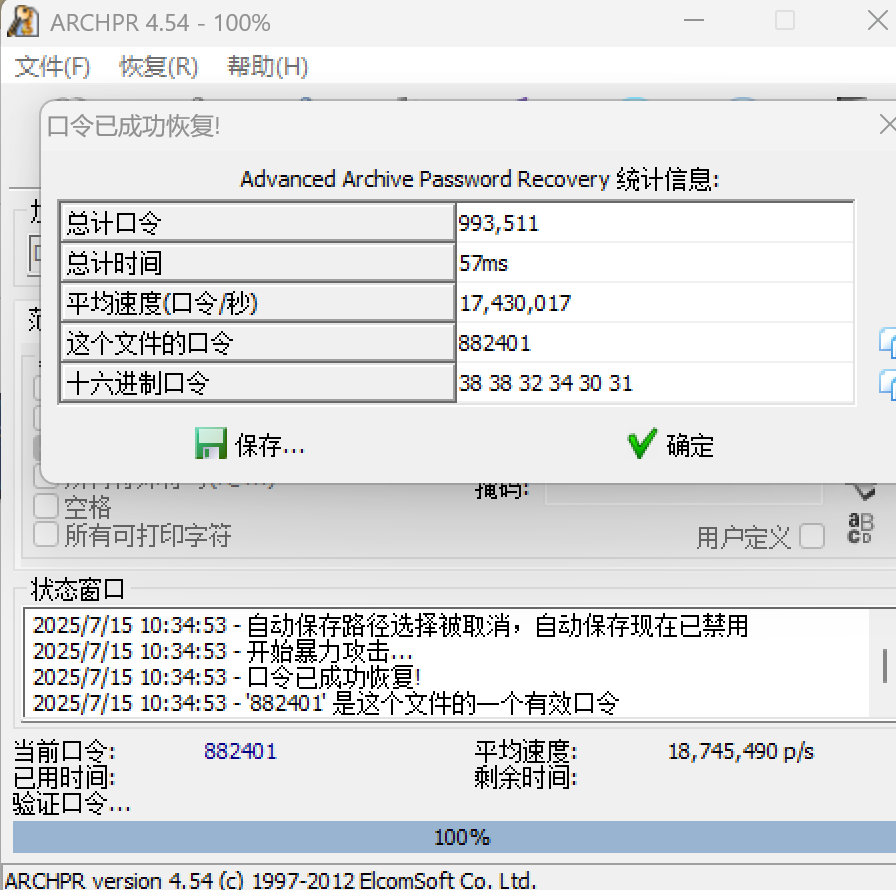 ARCHPR 4.54 - 100%
文件(F) 恢复(R) 帮助(H)
口令已成功恢复!
Advanced Archive Password Recovery 统计信息:
总计口令 993,511
总计时间 57ms
平均速度(口令/秒) 17,430,017
这个文件的口令 882401
十六进制口令 38 38 32 34 30 31
保存... 确定
掩码:
空格
所有可打印字符
用户定义
状态窗口
2025/7/15 10:34:53 - 自动保存路径选择被取消，自动保存现在已禁用
2025/7/15 10:34:53 - 开始暴力攻击...
2025/7/15 10:34:53 - 口令已成功恢复!
2025/7/15 10:34:53 - '882401' 是这个文件的一个有效口令
当前口令: 882401 平均速度: 18,745,490 p/s
已用时间: 剩余时间:
验证口令...
100%
ARCHPR version 4.54 (c) 1997-2012 ElcomSoft Co. Ltd.